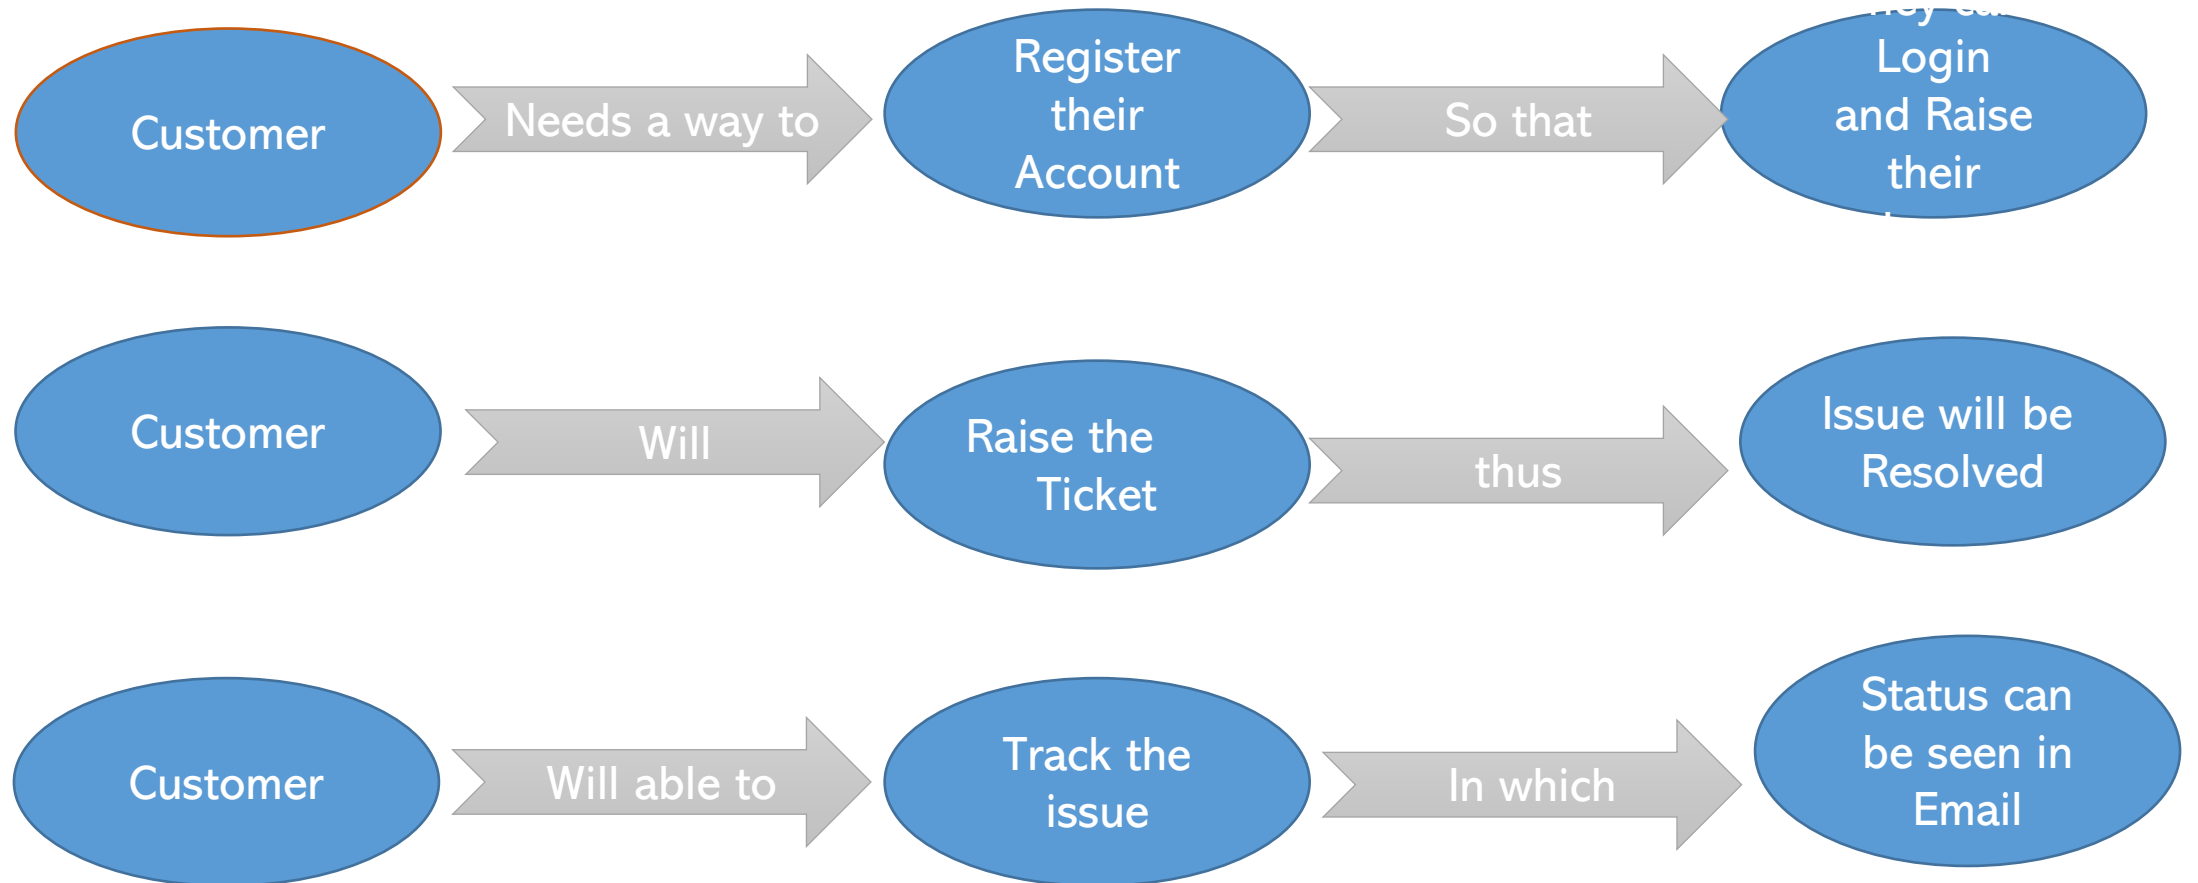 Customer
Needs a way to
Register
their
Account
So that
Login
and Raise
their
Customer
Will
Raise the
Ticket
thus
Issue will be
Resolved
Customer
Will able to
Track the
issue
In which
Status can
be seen in
Email